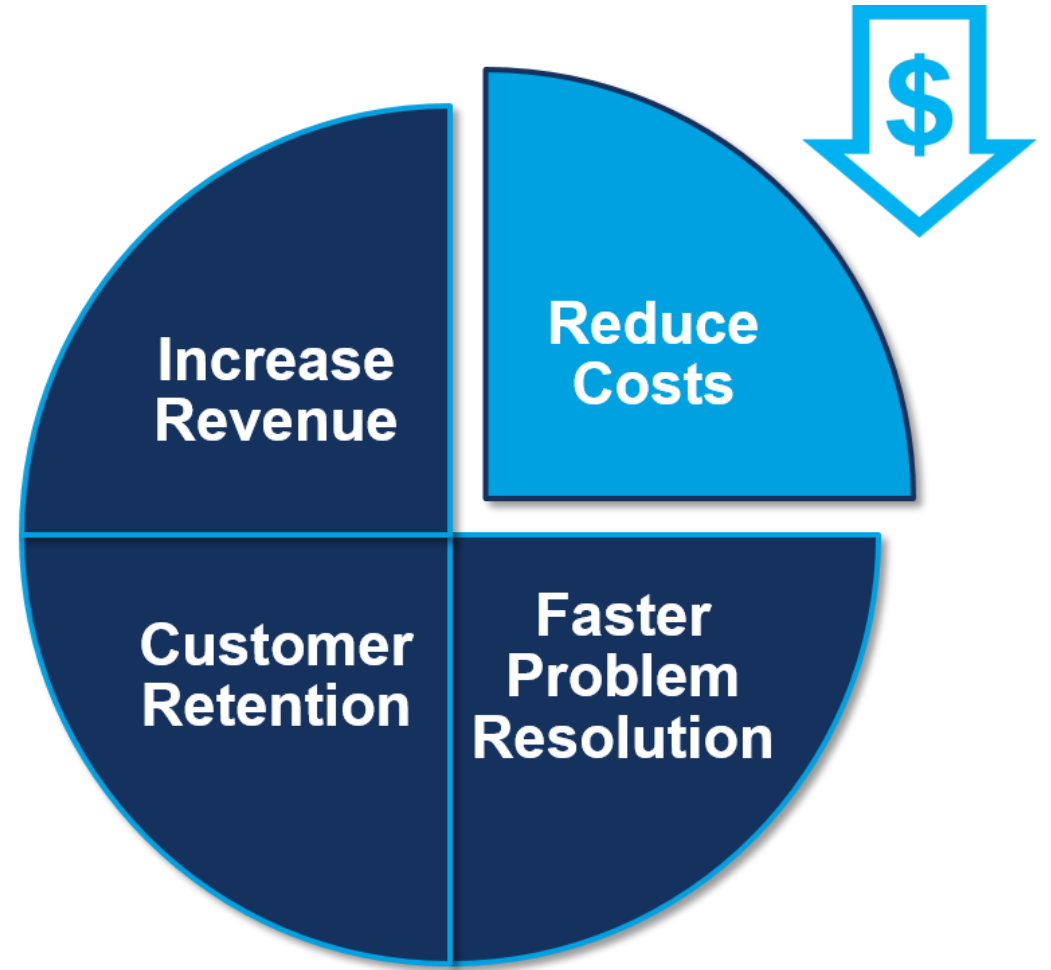 $
Increase
Revenue
Reduce
Costs
Customer
Retention
Faster
Problem
Resolution